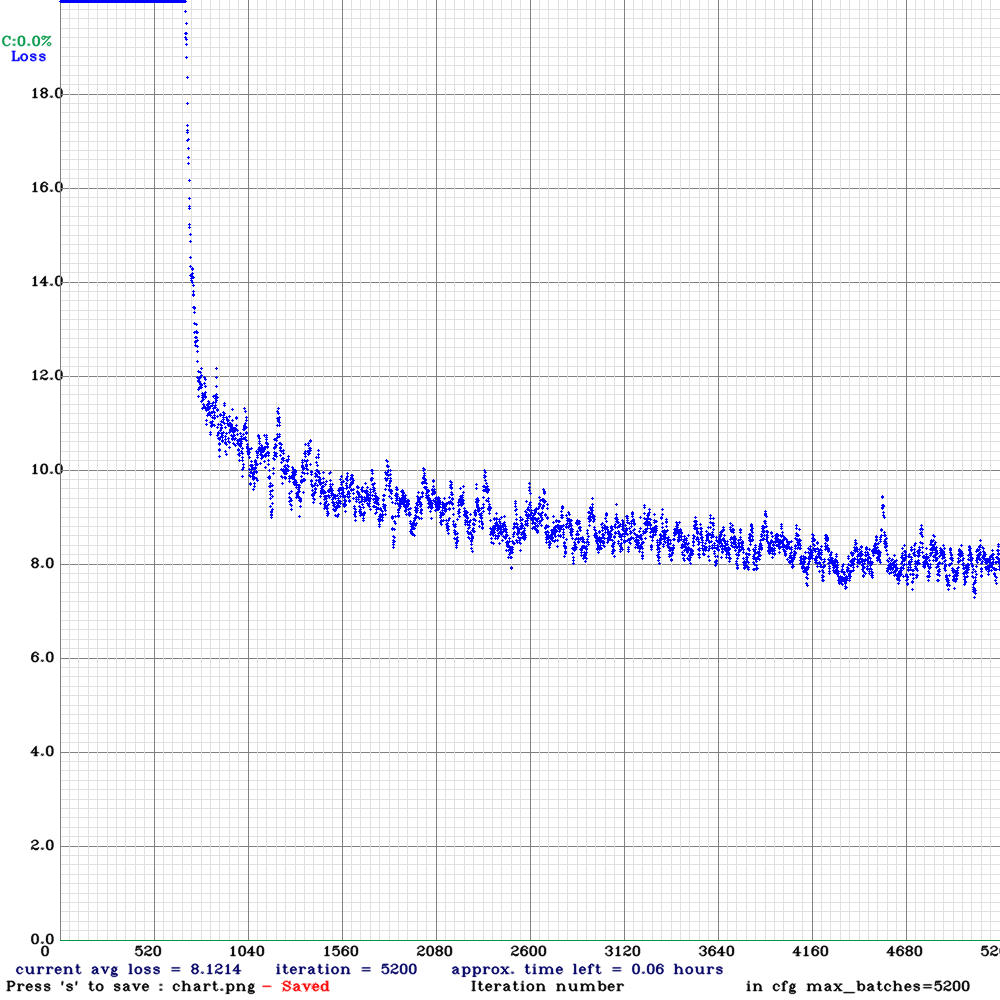 C:0.0%
Loss
18.0
16.0
14.0
12.0
10.0
8.0
6.0
4.0
2.0
0.0
0 520 1040 1560 2080 2600 3120 3640 4160 4680 520
current avg loss = 8.1214 iteration = 5200 approx. time left = 0.06 hours
Press 's' to save : chart.png - Saved Iteration number in cfg max_batches=5200